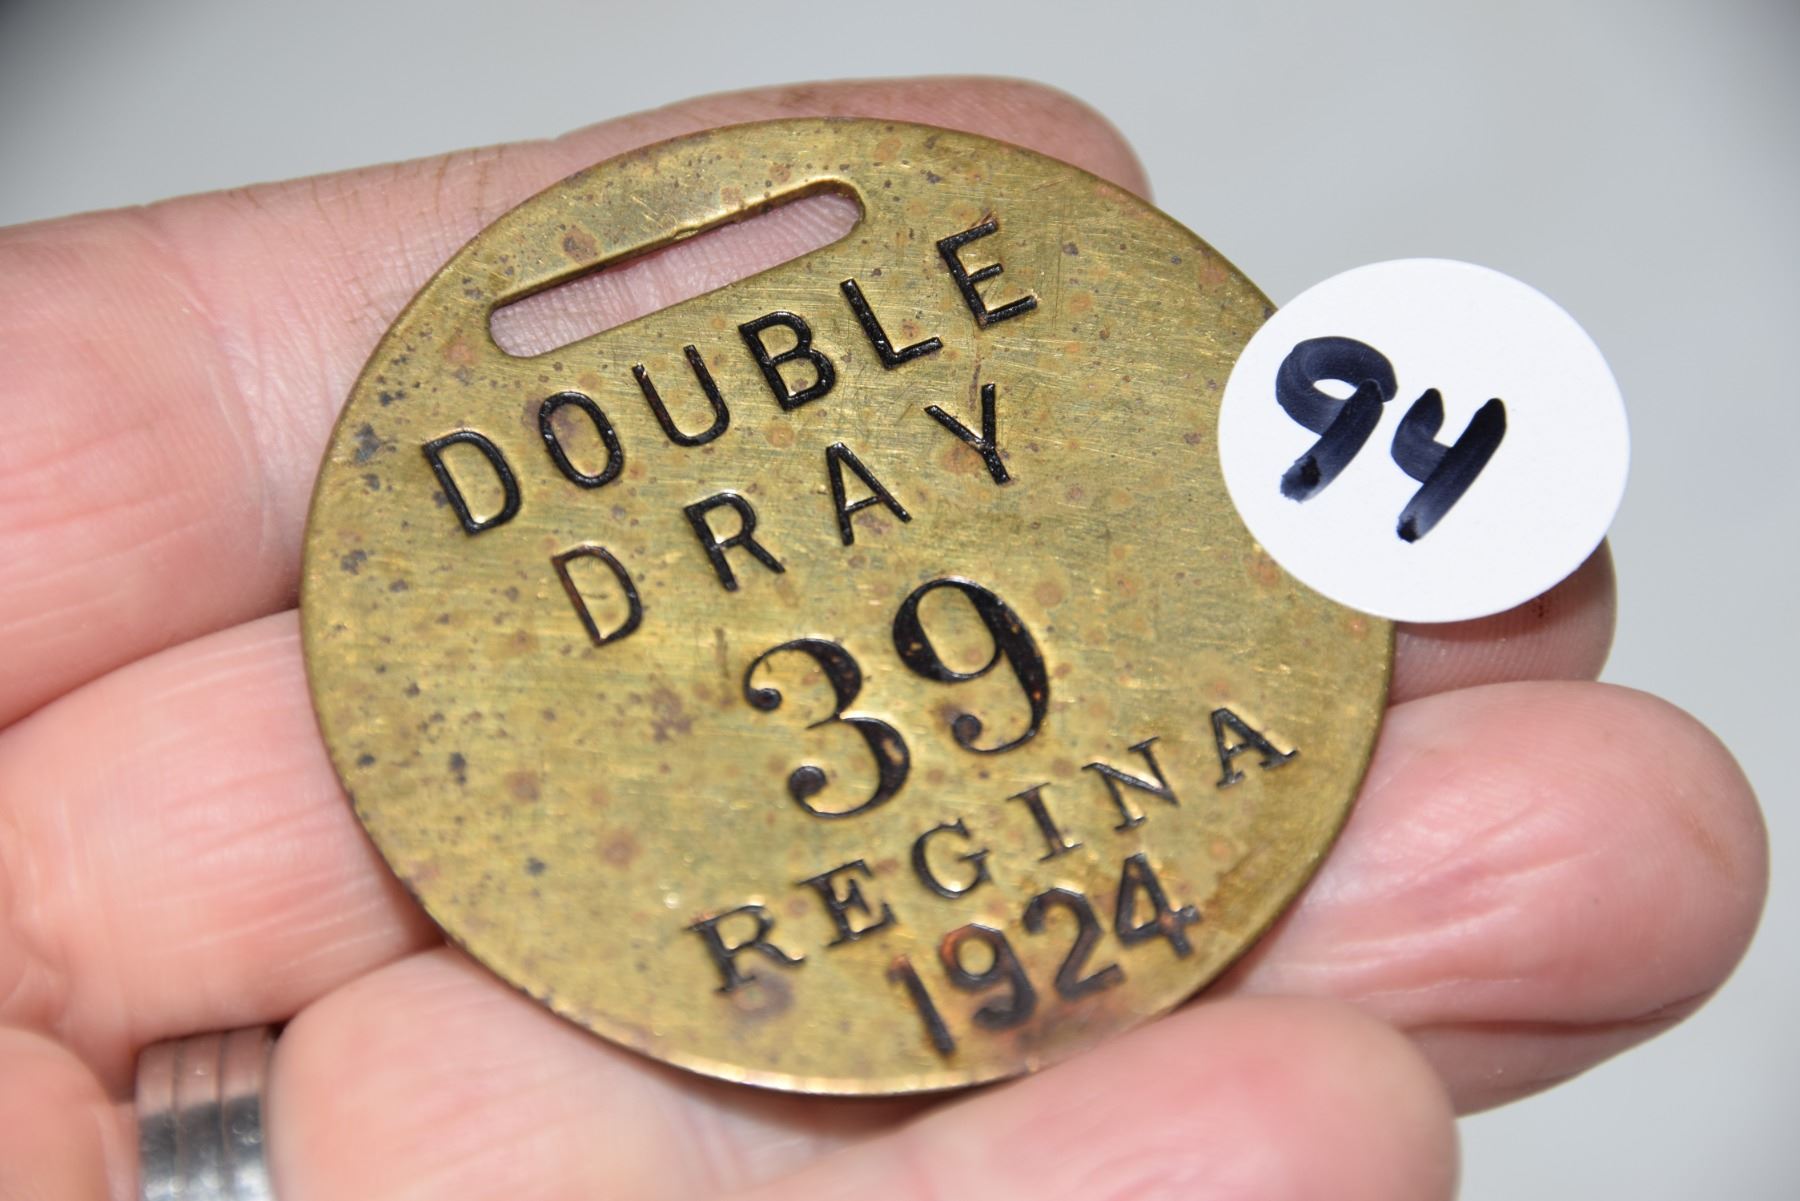 DOUBLE
DRAY
39
REGINA
1924
94